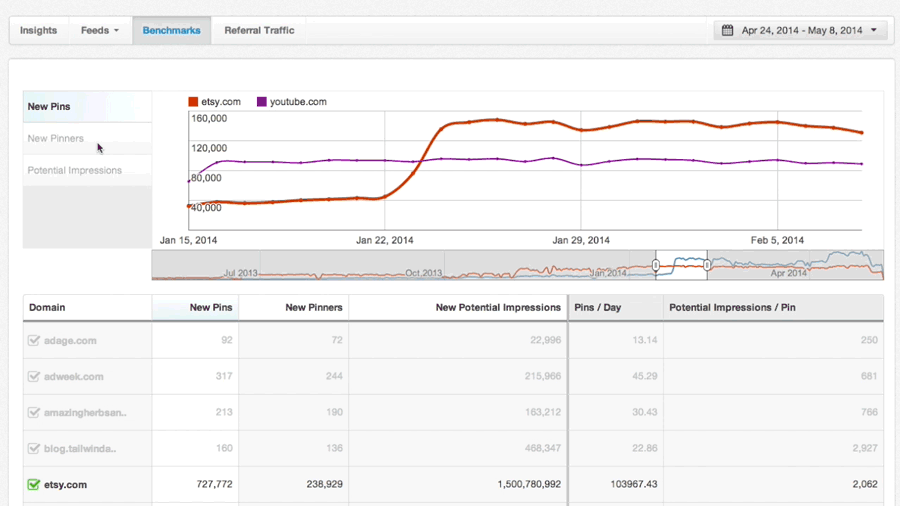 Insights Feeds Benchmarks Referral Traffic Apr 24, 2014 - May 8, 2014
New Pins
New Pinners
Potential Impressions
etsy.com youtube.com
160,000
120,000
80,000
40,000
Jan 15, 2014 Jan 22, 2014 Jan 29, 2014 Feb 5, 2014
Jul 2013 Oct 2013 Jan 2014 Apr 2014
Domain New Pins New Pinners New Potential Impressions Pins / Day Potential Impressions / Pin
adage.com 92 72 22,996 13.14 250
adweek.com 317 244 215,966 45.29 681
amazingherbsan.. 213 190 163,212 30.43 766
blog.tailwinda.. 160 136 468,347 22.86 2,927
etsy.com 727,772 238,929 1,500,780,992 103967.43 2,062